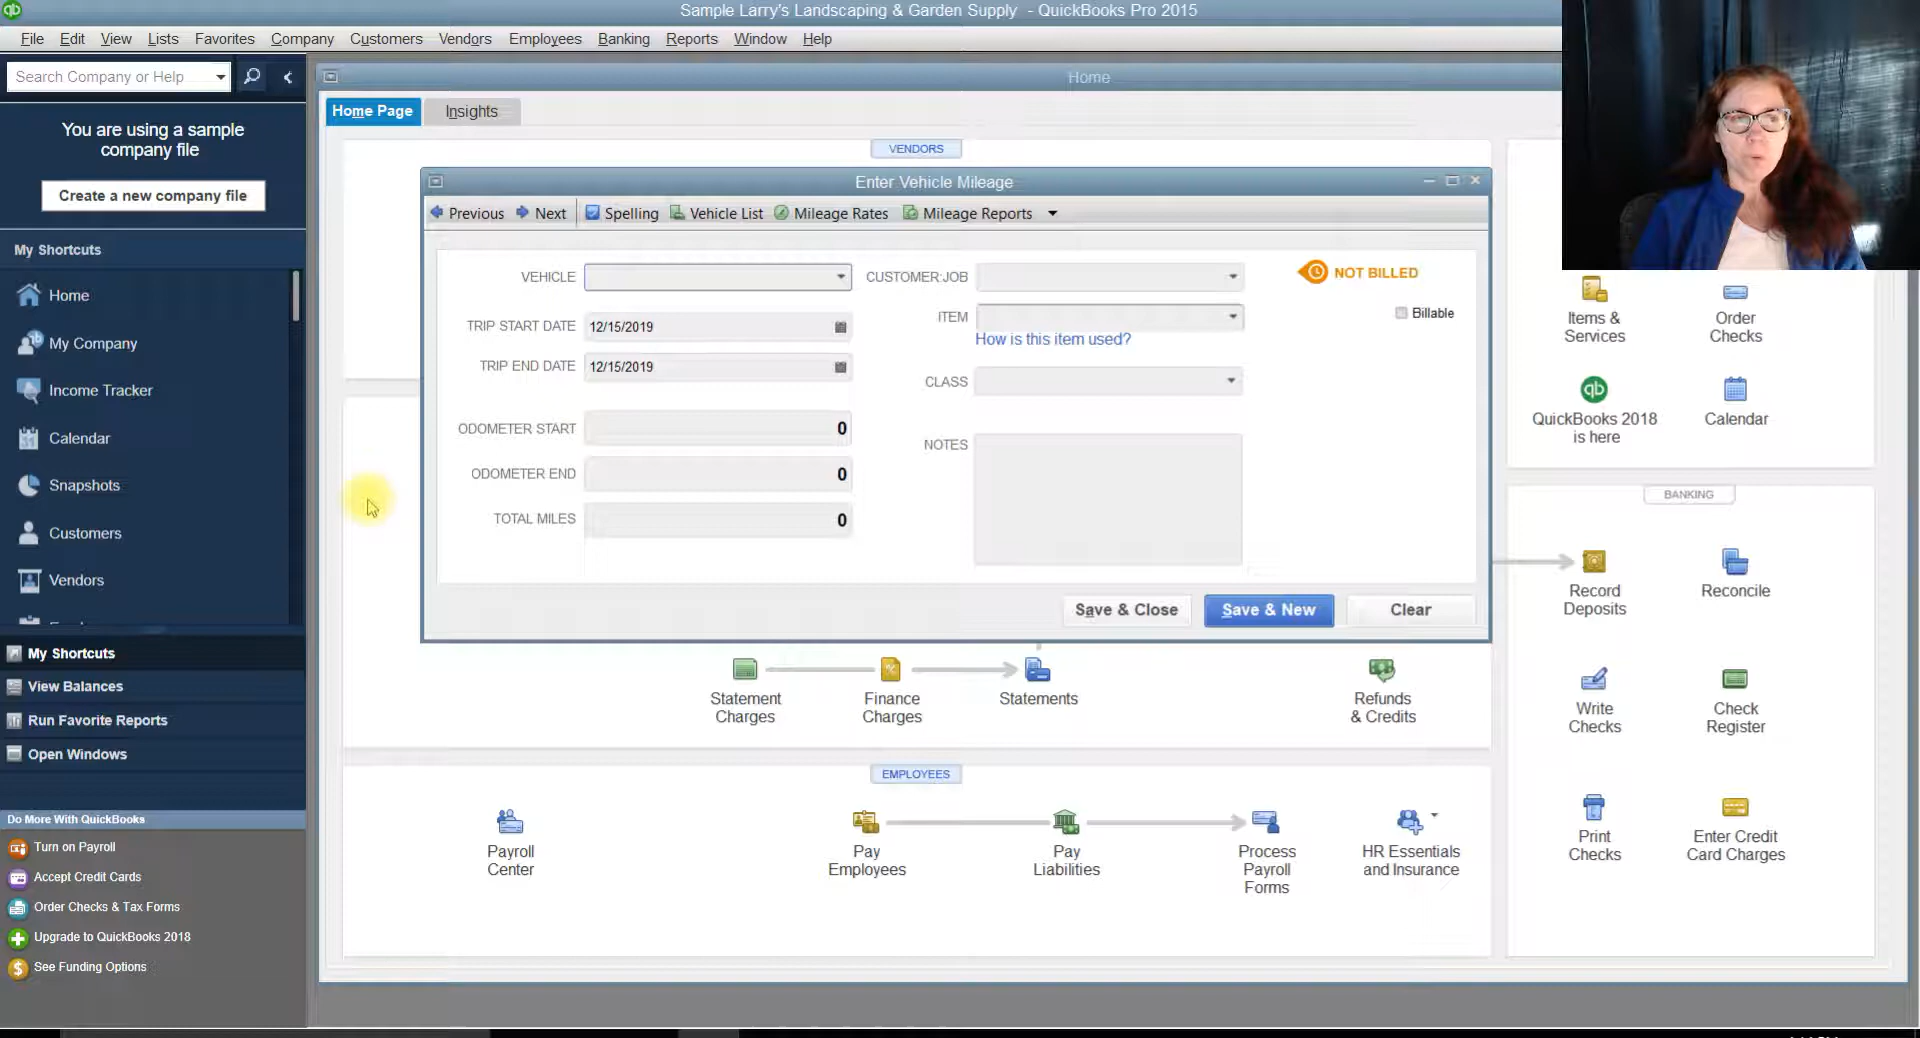 Sample Larry's Landscaping & Garden Supply - QuickBooks Pro 2015
File Edit View Lists Favorites Company Customers Vendors Employees Banking Reports Window Help
Search Company or Help
Home
Home Page
Insights
You are using a sample
company file
Create a new company file
My Shortcuts
Home
My Company
Income Tracker
Calendar
Snapshots
Customers
Vendors
My Shortcuts
View Balances
Run Favorite Reports
Open Windows
Do More With QuickBooks
Turn on Payroll
Accept Credit Cards
Order Checks & Tax Forms
Upgrade to QuickBooks 2018
See Funding Options
VENDORS
Enter Vehicle Mileage
Previous Next Spelling Vehicle List Mileage Rates Mileage Reports
VEHICLE
TRIP START DATE 12/15/2019
TRIP END DATE 12/15/2019
ODOMETER START 0
ODOMETER END 0
TOTAL MILES 0
CUSTOMER:JOB
ITEM
How is this item used?
CLASS
NOTES
NOT BILLED
Billable
Save & Close
Save & New
Clear
Statement
Charges
Finance
Charges
Statements
Refunds
& Credits
EMPLOYEES
Payroll
Center
Pay
Employees
Pay
Liabilities
Process
Payroll
Forms
HR Essentials
and Insurance
Items &
Services
Order
Checks
qb
QuickBooks 2018
is here
Calendar
BANKING
Record
Deposits
Reconcile
Write
Checks
Check
Register
Print
Checks
Enter Credit
Card Charges